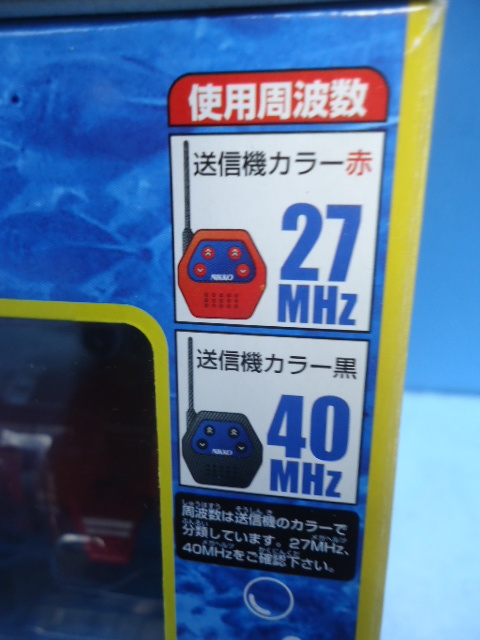 使用周波数
送信機カラー赤
27
MHz
NIKKO
送信機カラー黒
40
MHz
NIKKO
周波数は送信機のカラーで
分類しています。27MHz、
40MHzをご確認下さい。